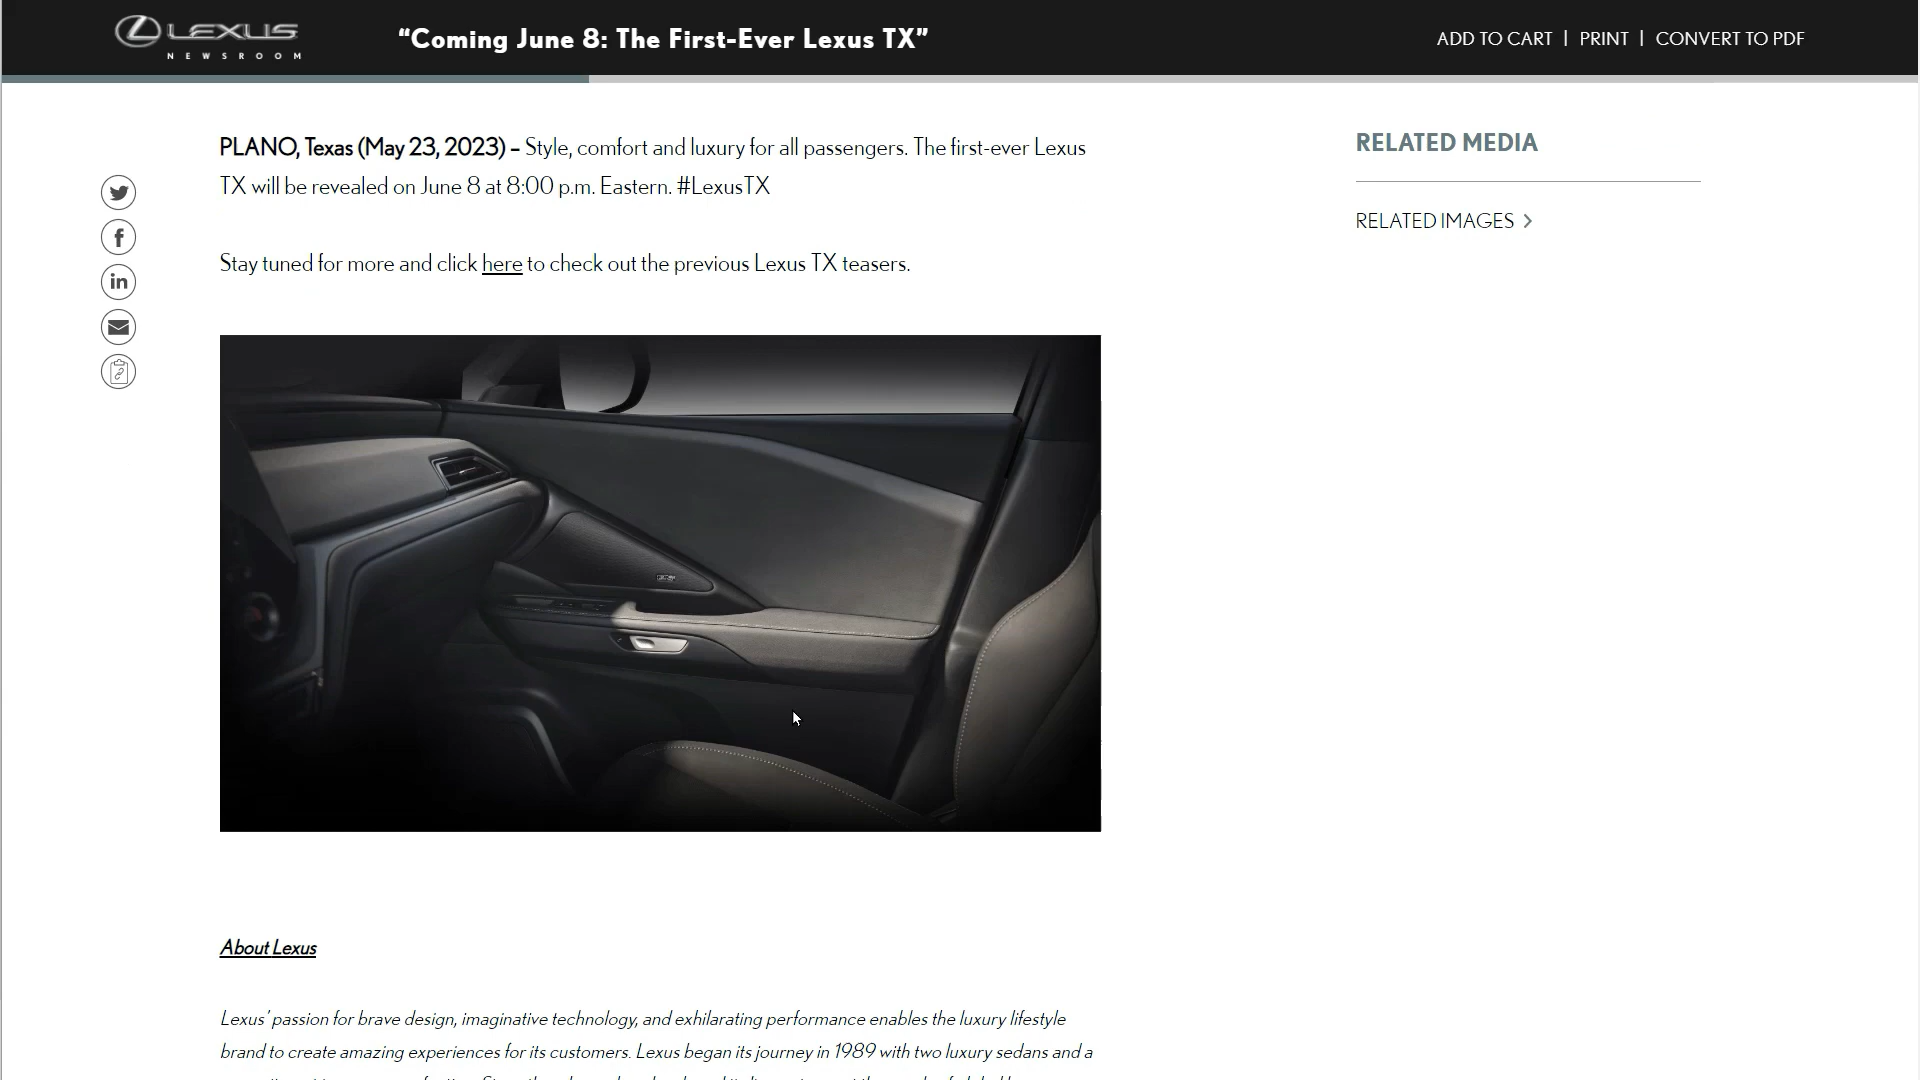 LEXUS
NEWSROOM
“Coming June 8: The First-Ever Lexus TX”
ADD TO CART | PRINT | CONVERT TO PDF
PLANO, Texas (May 23, 2023) – Style, comfort and luxury for all passengers. The first-ever Lexus
TX will be revealed on June 8 at 8:00 p.m. Eastern. #LexusTX
Stay tuned for more and click here to check out the previous Lexus TX teasers.
RELATED MEDIA
RELATED IMAGES
About Lexus
Lexus’ passion for brave design, imaginative technology, and exhilarating performance enables the luxury lifestyle
brand to create amazing experiences for its customers. Lexus began its journey in 1989 with two luxury sedans and a